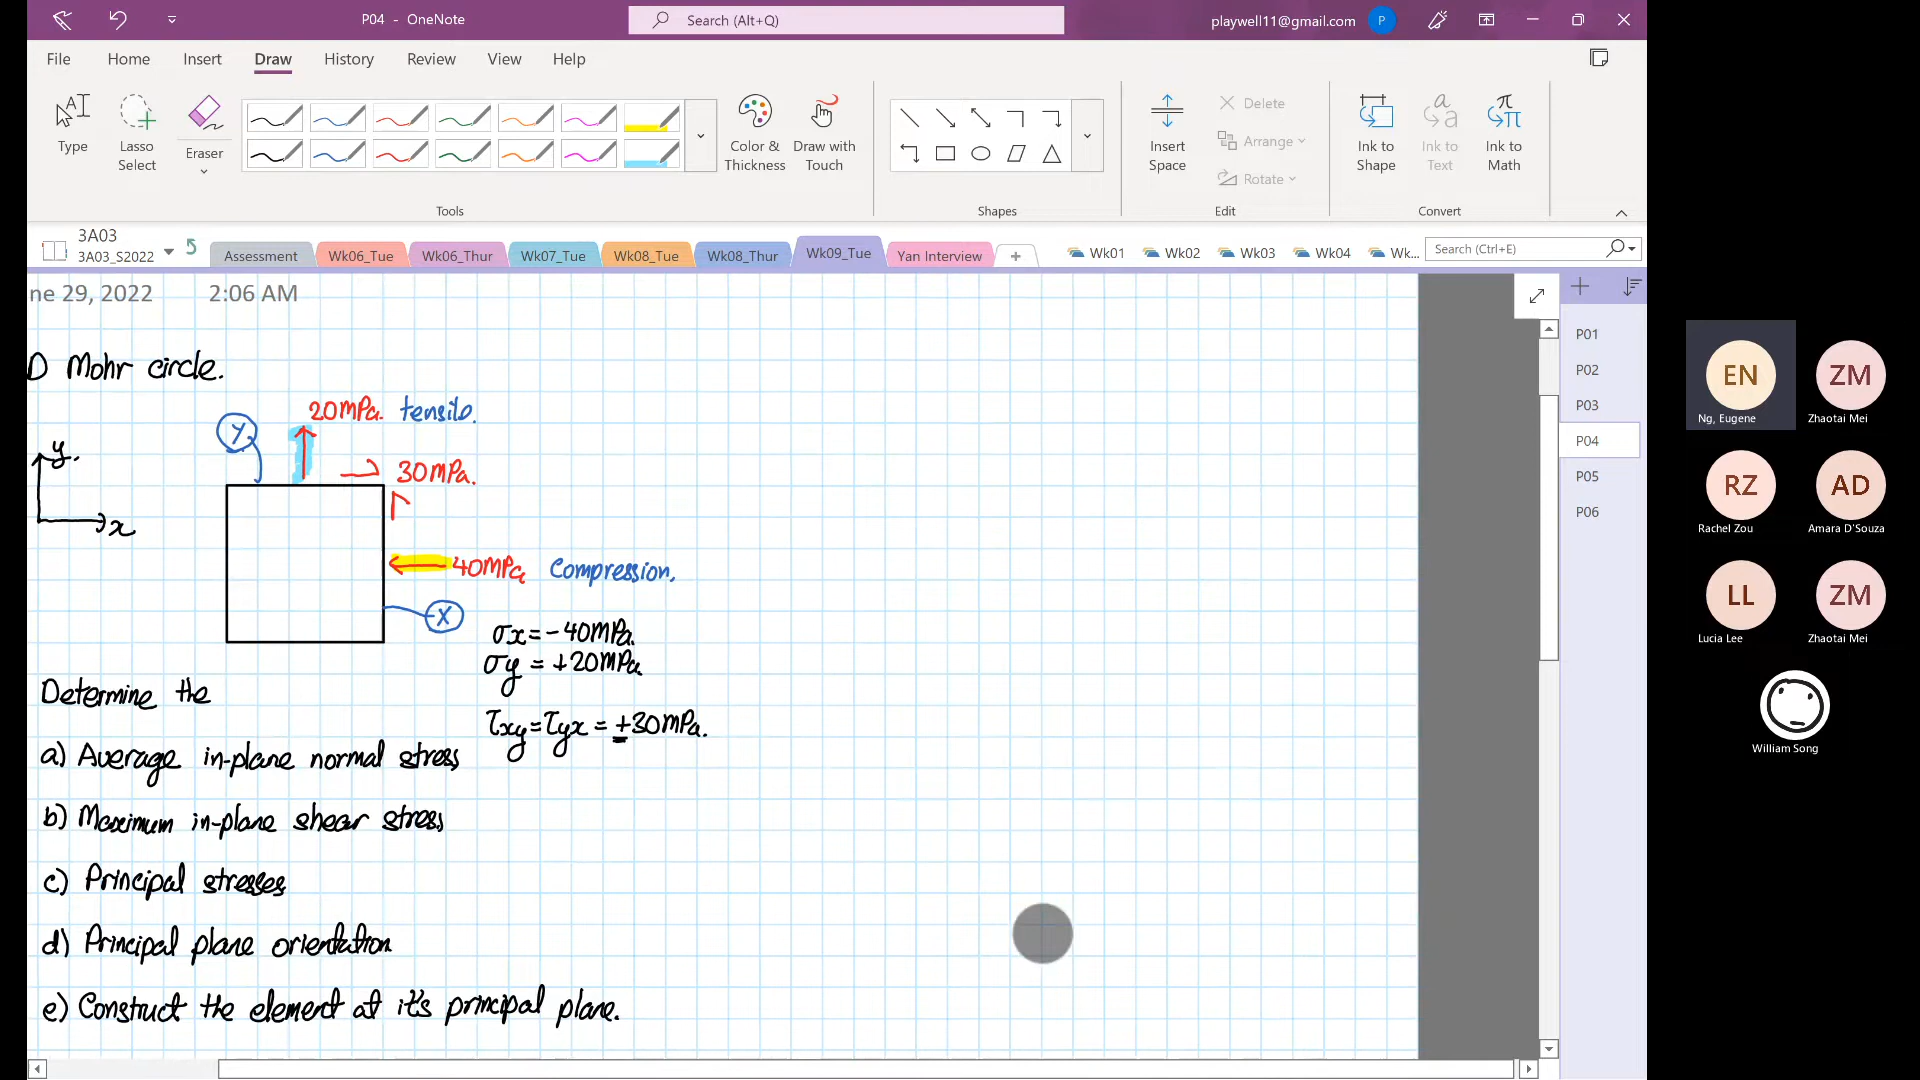 P04 - OneNote
Search (Alt+Q)
playwell11@gmail.com
P
File Home Insert Draw History Review View Help
Type
Lasso Select
Eraser
Color & Thickness
Draw with Touch
Insert Space
Delete
Arrange
Rotate
Ink to Shape
Ink to Text
Ink to Math
Tools
Shapes
Edit
Convert
3A03
3A03_S2022
Assessment Wk06_Tue Wk06_Thur Wk07_Tue Wk08_Tue Wk08_Thur Wk09_Tue Yan Interview
Wk01 Wk02 Wk03 Wk04 Wk...
Search (Ctrl+E)
ne 29, 2022 2:06 AM
D Mohr circle.
20MPa. tensile.
Y
y.
30MPa.
x
40MPa Compression.
X
σx = -40MPa.
σy = +20MPa
τxy = τyx = +30MPa.
Determine the
a) Average in-plane normal stress
b) Maximum in-plane shear stress
c) Principal stresses
d) Principal plane orientation
e) Construct the element at it's principal plane.
P01
P02
P03
P04
P05
P06
EN
Ng, Eugene
ZM
Zhaotai Mei
RZ
Rachel Zou
AD
Amara D'Souza
LL
Lucia Lee
ZM
Zhaotai Mei
William Song